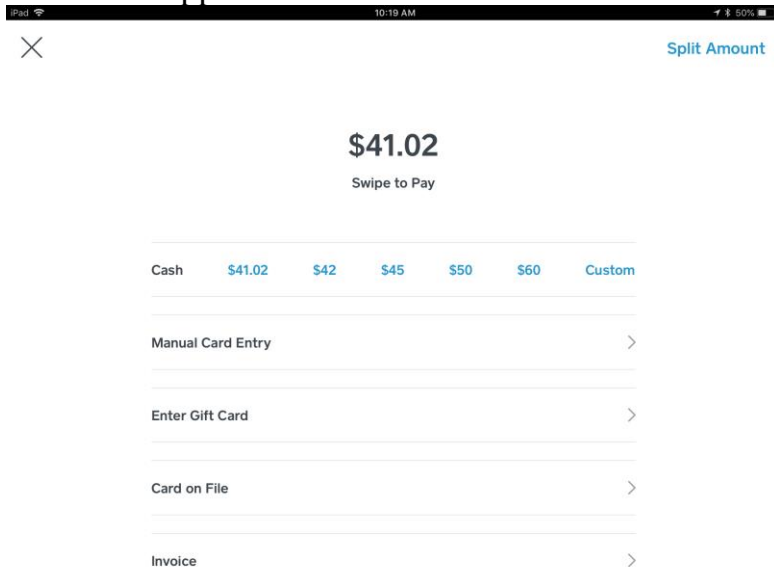 iPad 10:19 AM 50%
Split Amount
$41.02
Swipe to Pay
Cash $41.02 $42 $45 $50 $60 Custom
Manual Card Entry
Enter Gift Card
Card on File
Invoice